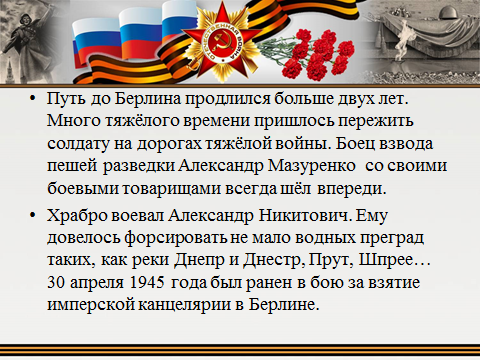 ОТЕЧЕСТВЕННАЯ ВОЙНА
• Путь до Берлина продлился больше двух лет.
Много тяжёлого времени пришлось пережить
солдату на дорогах тяжёлой войны. Боец взвода
пешей разведки Александр Мазуренко со своими
боевыми товарищами всегда шёл впереди.
• Храбро воевал Александр Никитович. Ему
довелось форсировать не мало водных преград
таких, как реки Днепр и Днестр, Прут, Шпрее…
30 апреля 1945 года был ранен в бою за взятие
имперской канцелярии в Берлине.